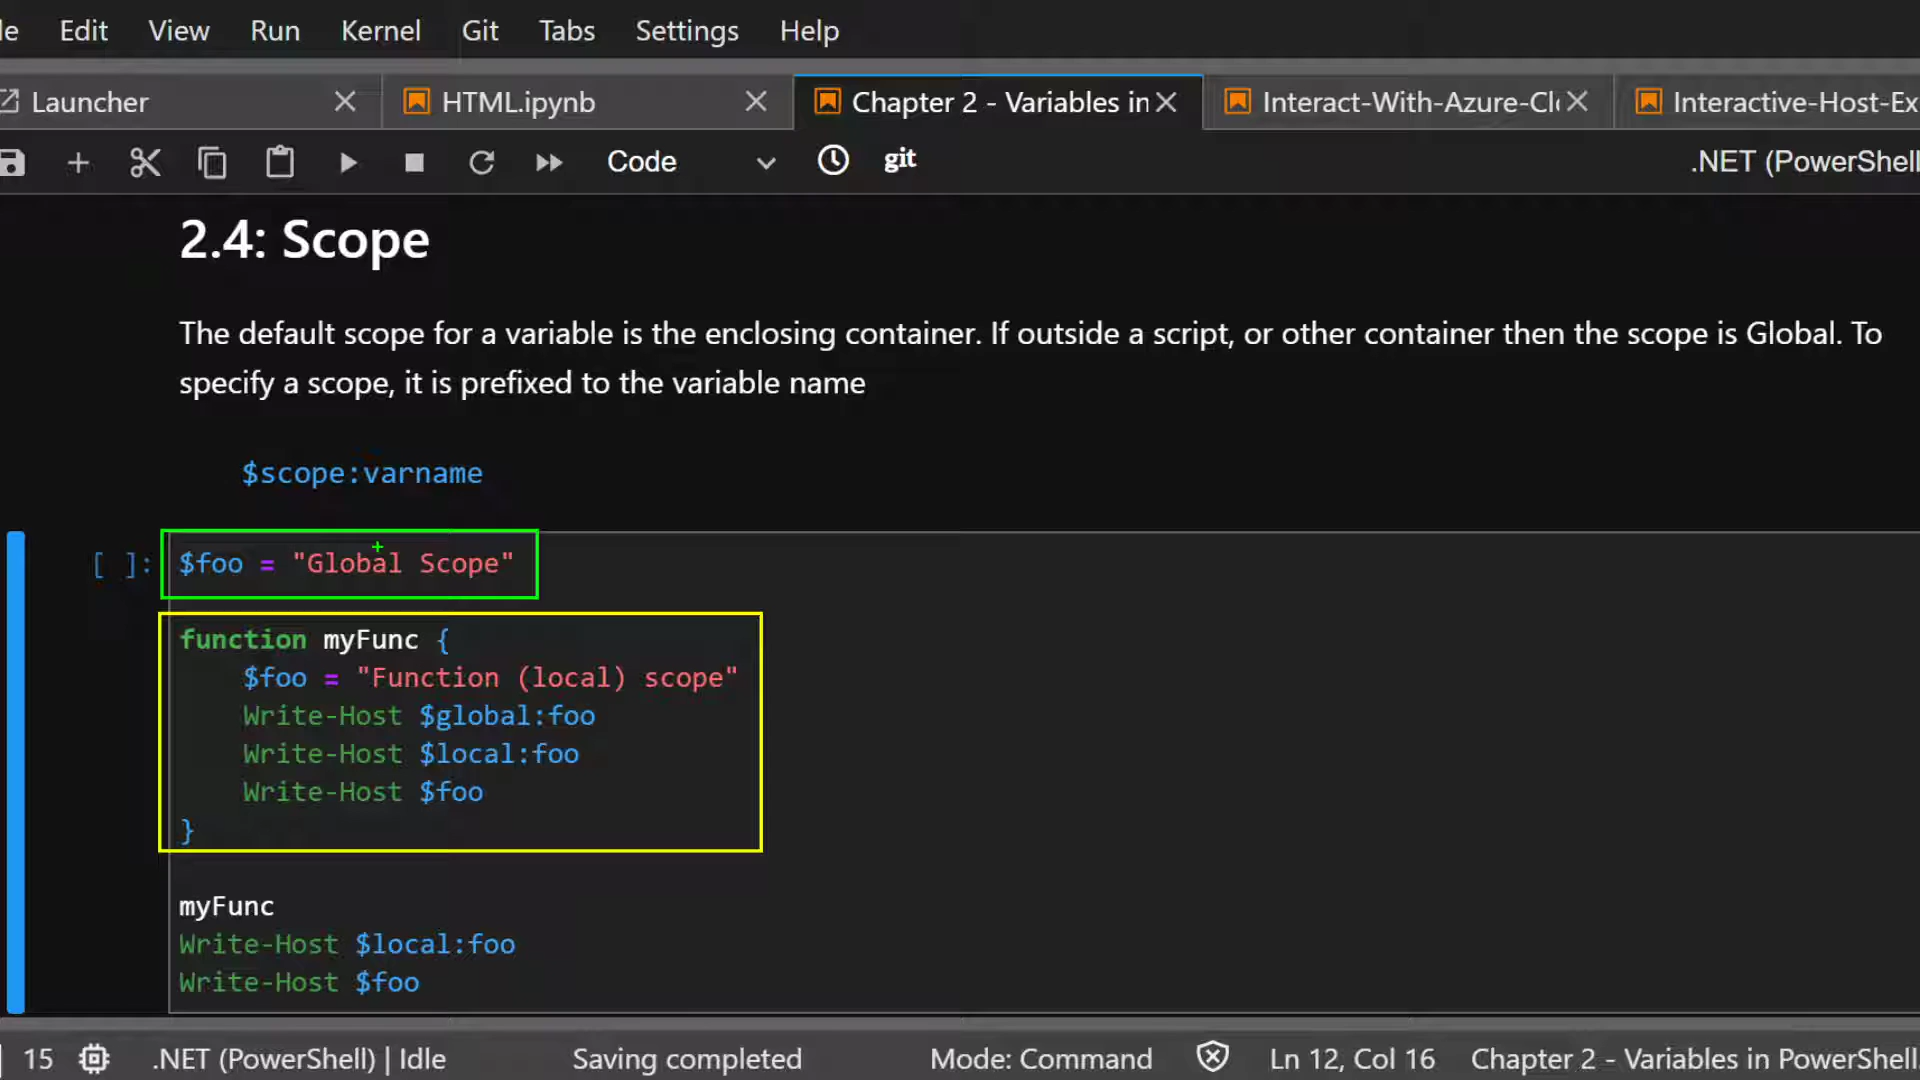 le Edit View Run Kernel Git Tabs Settings Help
Launcher HTML.ipynb Chapter 2 - Variables in Interact-With-Azure-Cl Interactive-Host-Ex
Code git .NET (PowerShell
2.4: Scope
The default scope for a variable is the enclosing container. If outside a script, or other container then the scope is Global. To
specify a scope, it is prefixed to the variable name
$scope:varname
[ ]: $foo = "Global Scope"
function myFunc {
$foo = "Function (local) scope"
Write-Host $global:foo
Write-Host $local:foo
Write-Host $foo
}
myFunc
Write-Host $local:foo
Write-Host $foo
15 .NET (PowerShell) | Idle Saving completed Mode: Command Ln 12, Col 16 Chapter 2 - Variables in PowerShell